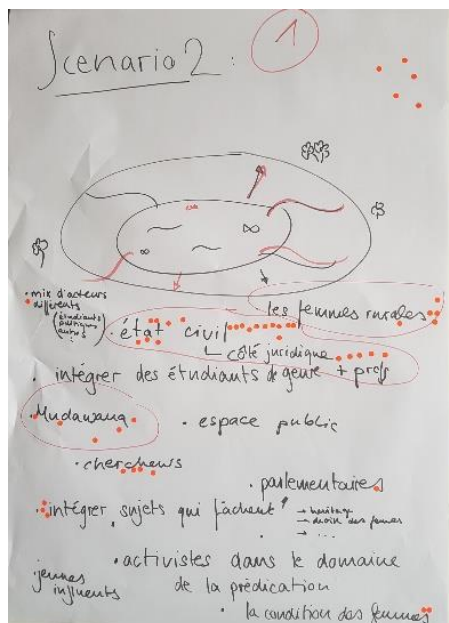 Scenario 2 :
1
les femmes rurales
• mix d'acteurs
différents
(étudiants
politiques
autres
• état civil
↳ côté juridique
• intégrer des étudiants de genre + profs
• Mudawana
• espace public
• chercheurs
• parlementaires
• intégrer "sujets qui fâchent"
→ héritage
→ droits des femmes
→ ...
• activistes dans le domaine
de la prédication
jeunes
influents
• la condition des femmes